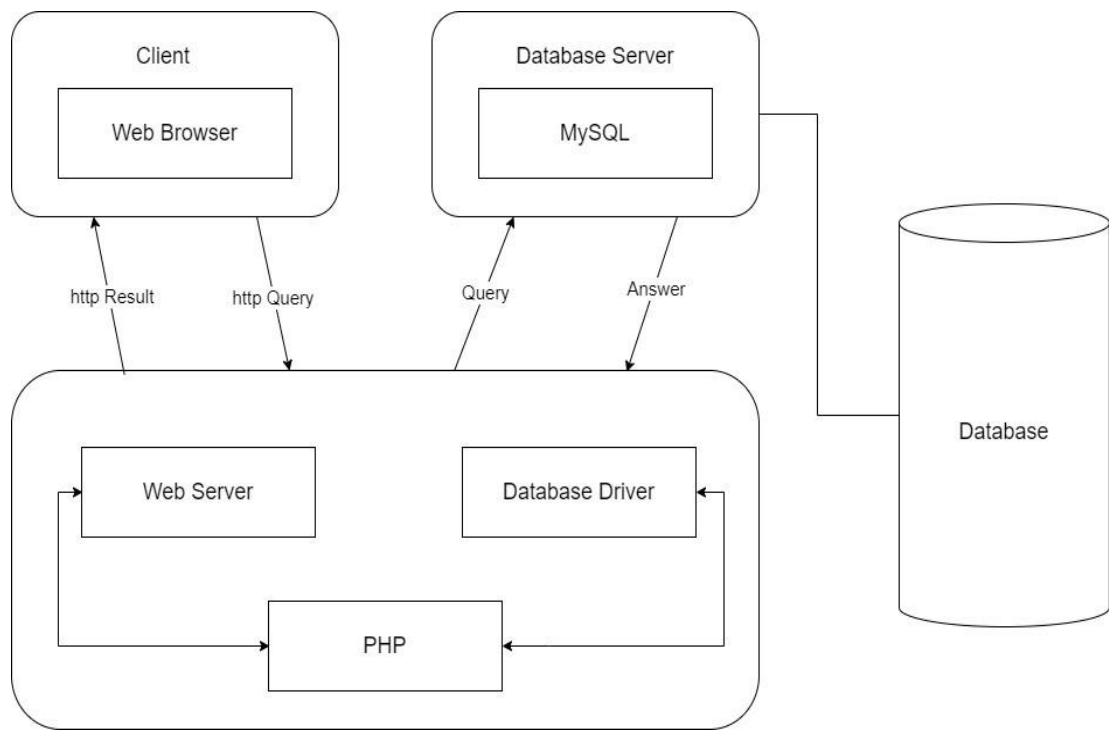 Client
Web Browser
Database Server
MySQL
http Result
http Query
Query
Answer
Web Server
Database Driver
PHP
Database